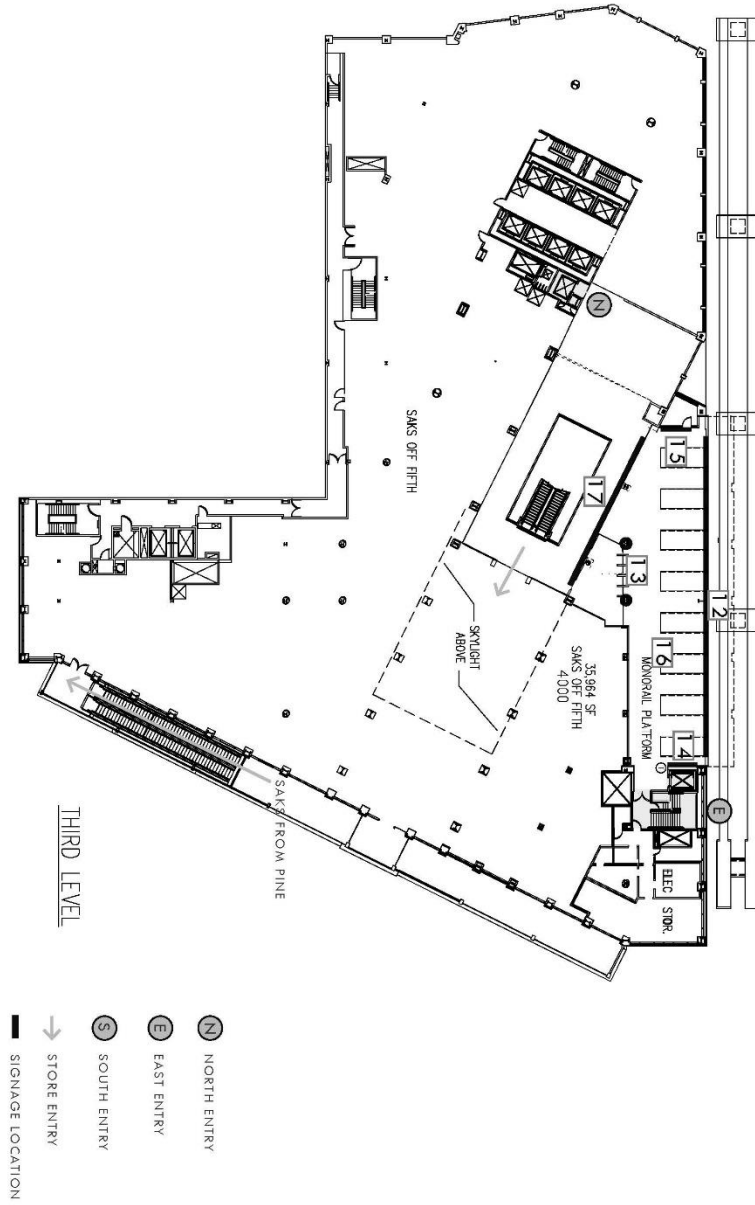 N
15
17
13
12
SAKS OFF FIFTH
SKYLIGHT
ABOVE
35,964 SF
SAKS OFF FIFTH
4000
16
MONORAIL PLATFORM
14
E
ELEC
STOR.
SAKS FROM PINE
THIRD LEVEL
N NORTH ENTRY
E EAST ENTRY
S SOUTH ENTRY
STORE ENTRY
SIGNAGE LOCATION